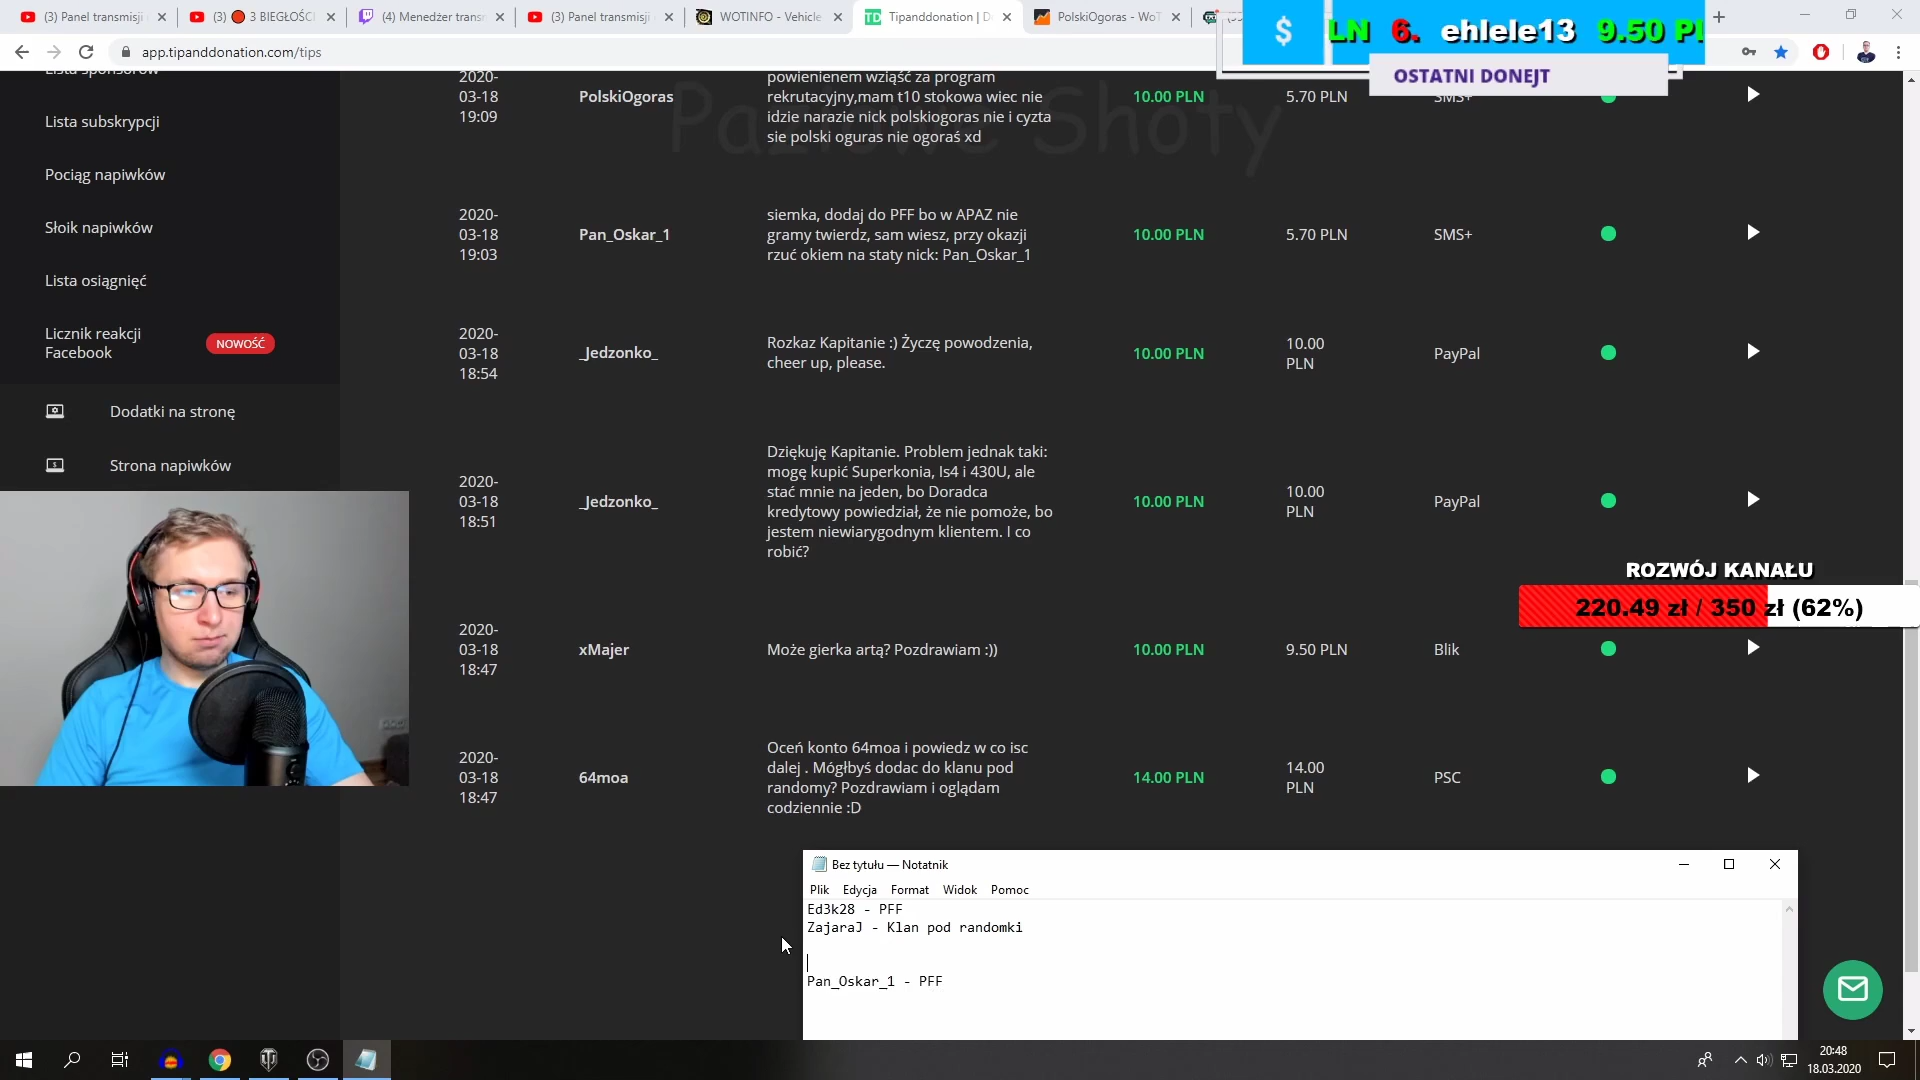 (3) Panel transmisji
(3) 🔴 3 BIEGŁOŚCI
(4) Menedżer transm
(3) Panel transmisji
WOTINFO - Vehicle
Tipanddonation | D
PolskiOgoras - WoT
app.tipanddonation.com/tips
$
LN 6. ehlele13 9.50 PL
OSTATNI DONEJT
Lista sponsorów
Lista subskrypcji
Pociąg napiwków
Słoik napiwków
Lista osiągnięć
Licznik reakcji
Facebook
NOWOŚĆ
Dodatki na stronę
Strona napiwków
Paziowe Shoty
2020-
03-18
19:09
PolskiOgoras
powienienem wziąść za program
rekrutacyjny,mam t10 stokowa wiec nie
idzie narazie nick polskiogoras nie i cyzta
sie polski oguras nie ogoraś xd
10.00 PLN
5.70 PLN
SMS+
2020-
03-18
19:03
Pan_Oskar_1
siemka, dodaj do PFF bo w APAZ nie
gramy twierdz, sam wiesz, przy okazji
rzuć okiem na staty nick: Pan_Oskar_1
10.00 PLN
5.70 PLN
SMS+
2020-
03-18
18:54
_Jedzonko_
Rozkaz Kapitanie :) Życzę powodzenia,
cheer up, please.
10.00 PLN
10.00
PLN
PayPal
2020-
03-18
18:51
_Jedzonko_
Dziękuję Kapitanie. Problem jednak taki:
mogę kupić Superkonia, Is4 i 430U, ale
stać mnie na jeden, bo Doradca
kredytowy powiedział, że nie pomoże, bo
jestem niewiarygodnym klientem. I co
robić?
10.00 PLN
10.00
PLN
PayPal
ROZWÓJ KANAŁU
220.49 zł / 350 zł (62%)
2020-
03-18
18:47
xMajer
Może gierka artą? Pozdrawiam :))
10.00 PLN
9.50 PLN
Blik
2020-
03-18
18:47
64moa
Oceń konto 64moa i powiedz w co isc
dalej . Mógłbyś dodac do klanu pod
randomy? Pozdrawiam i oglądam
codziennie :D
14.00 PLN
14.00
PLN
PSC
Bez tytułu — Notatnik
Plik Edycja Format Widok Pomoc
Ed3k28 - PFF
ZajaraJ - Klan pod randomki
Pan_Oskar_1 - PFF
20:48
18.03.2020